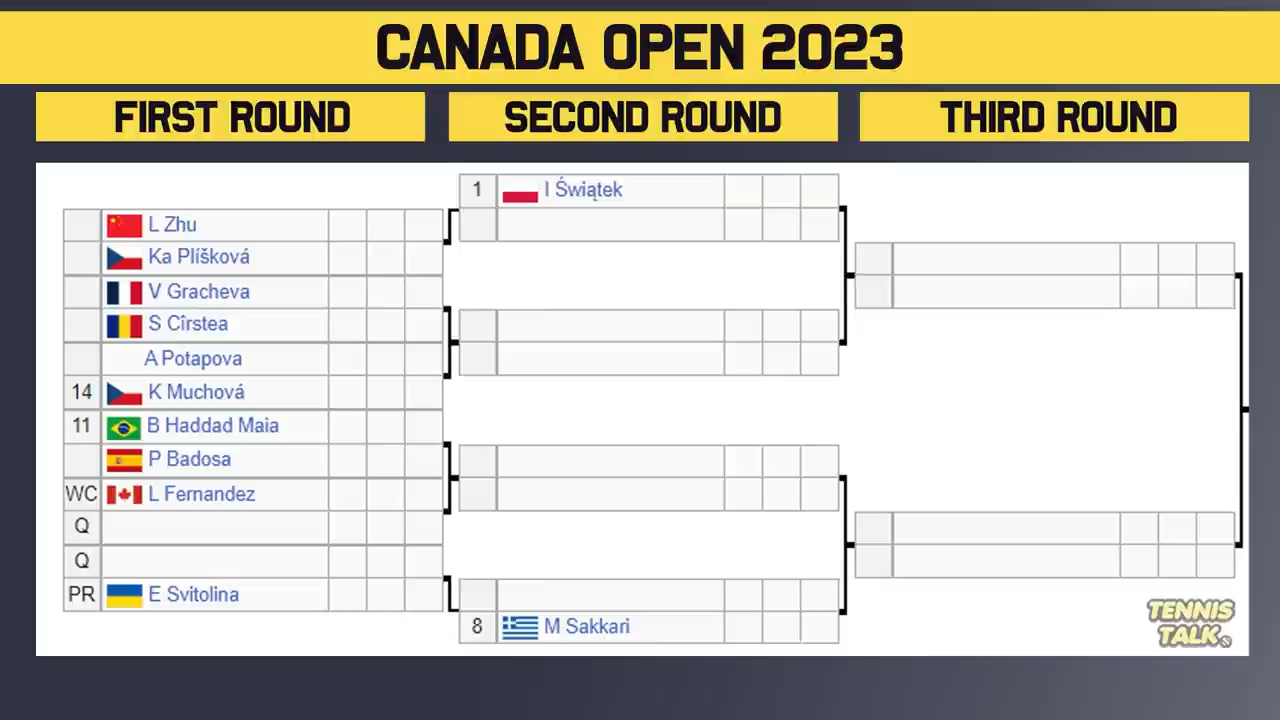 CANADA OPEN 2023
FIRST ROUND
SECOND ROUND
THIRD ROUND
1 I Świątek
L Zhu
Ka Plíšková
V Gracheva
S Cîrstea
A Potapova
14 K Muchová
11 B Haddad Maia
P Badosa
WC L Fernandez
Q
Q
PR E Svitolina
8 M Sakkari
TENNIS
TALK